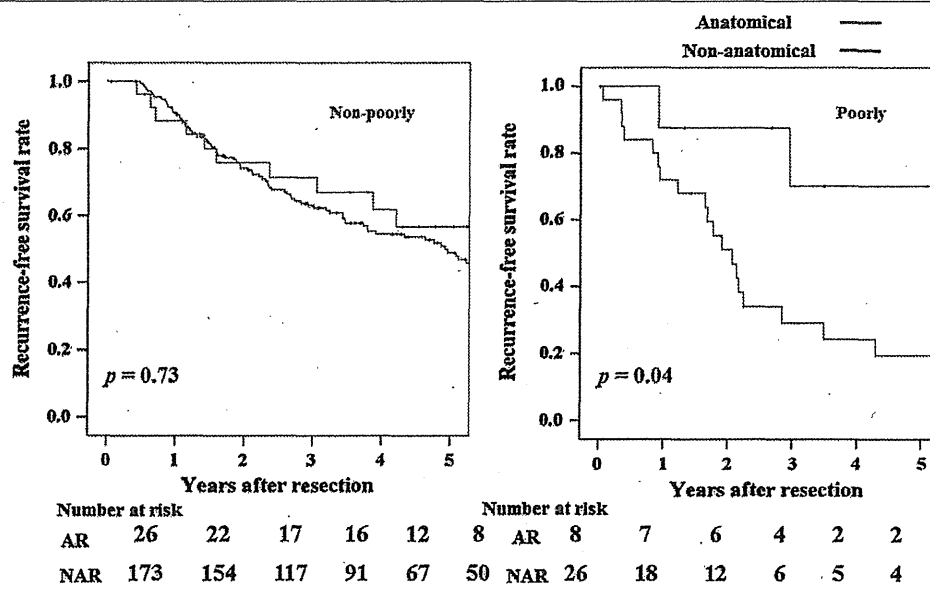 Anatomical
Non-anatomical
Recurrence-free survival rate
1.0
0.8
0.6
0.4
0.2
0.0
Non-poorly
p = 0.73
0 1 2 3 4 5
Years after resection
Number at risk
AR 26 22 17 16 12 8
NAR 173 154 117 91 67 50
Recurrence-free survival rate
1.0
0.8
0.6
0.4
0.2
0.0
Poorly
p = 0.04
0 1 2 3 4 5
Years after resection
Number at risk
AR 8 7 6 4 2 2
NAR 26 18 12 6 5 4